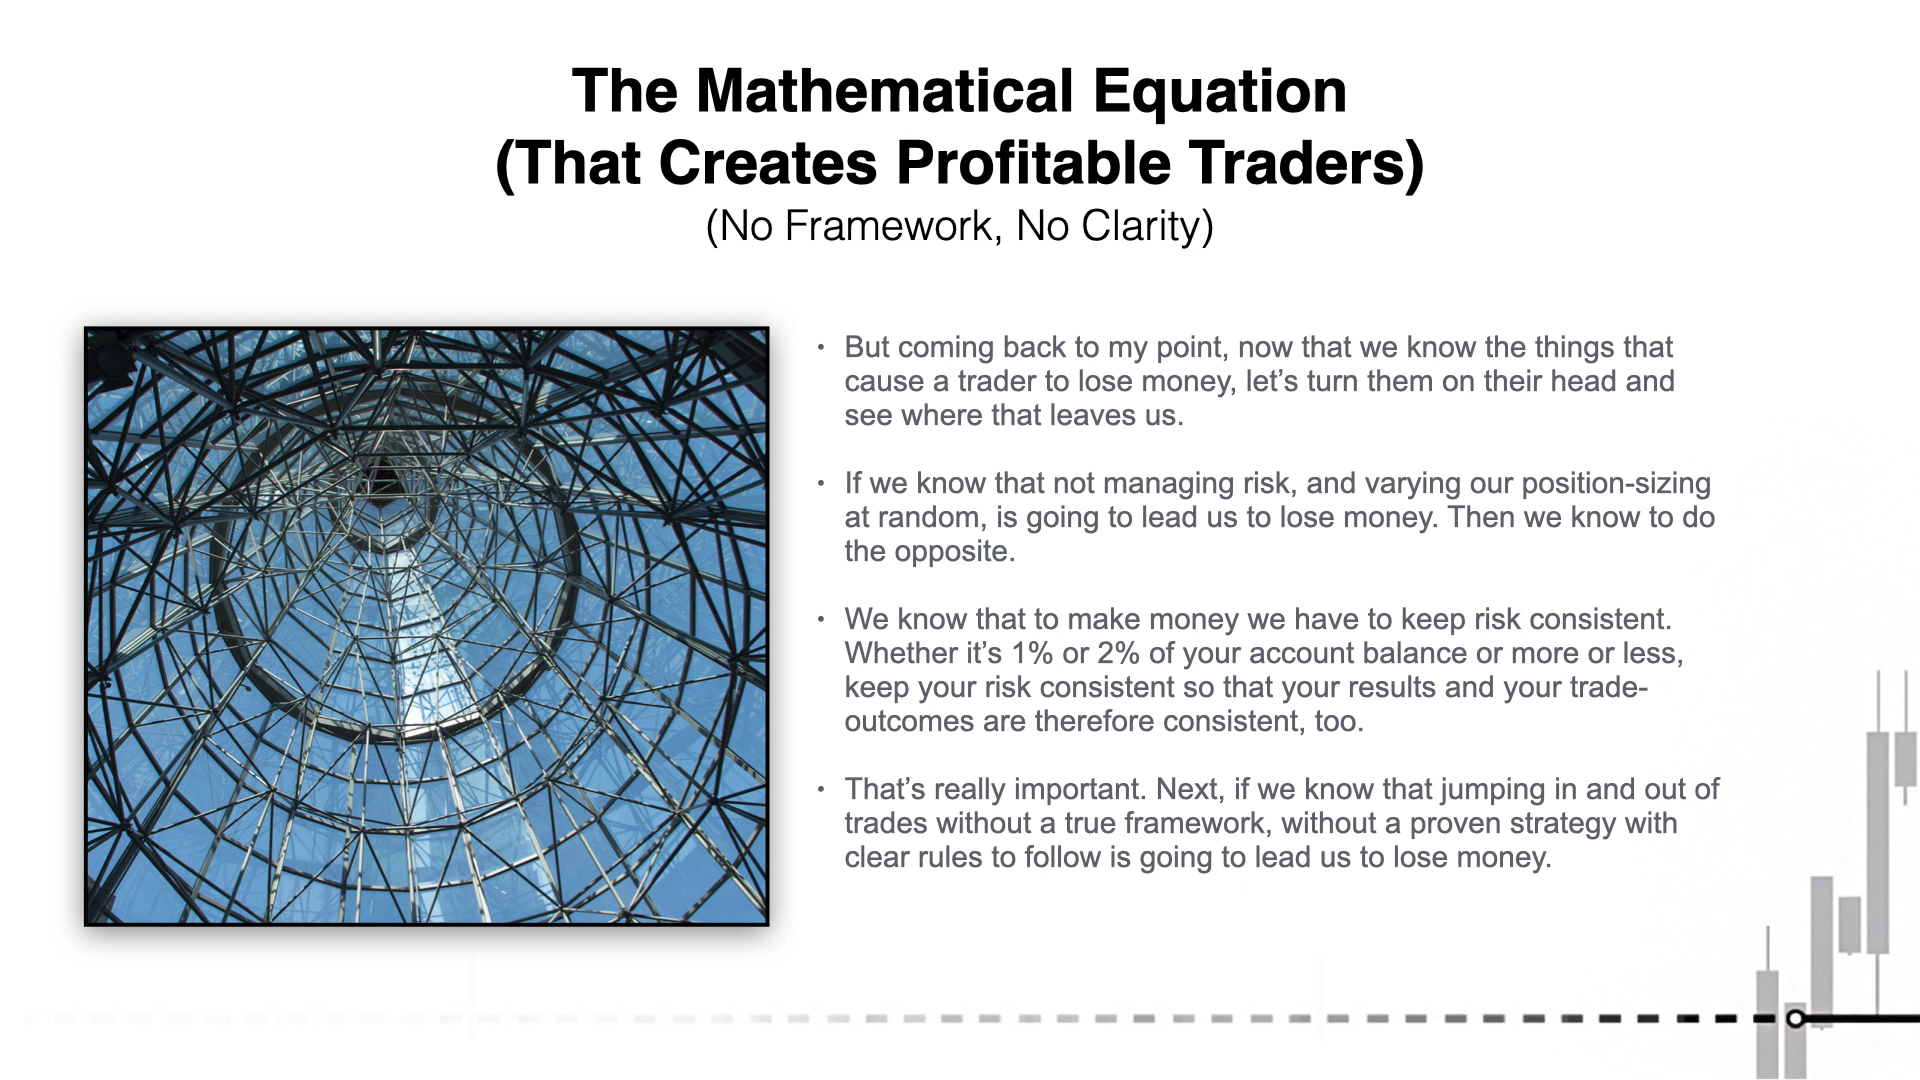 The Mathematical Equation
(That Creates Profitable Traders)
(No Framework, No Clarity)
• But coming back to my point, now that we know the things that
cause a trader to lose money, let’s turn them on their head and
see where that leaves us.
• If we know that not managing risk, and varying our position-sizing
at random, is going to lead us to lose money. Then we know to do
the opposite.
• We know that to make money we have to keep risk consistent.
Whether it’s 1% or 2% of your account balance or more or less,
keep your risk consistent so that your results and your trade-
outcomes are therefore consistent, too.
• That’s really important. Next, if we know that jumping in and out of
trades without a true framework, without a proven strategy with
clear rules to follow is going to lead us to lose money.